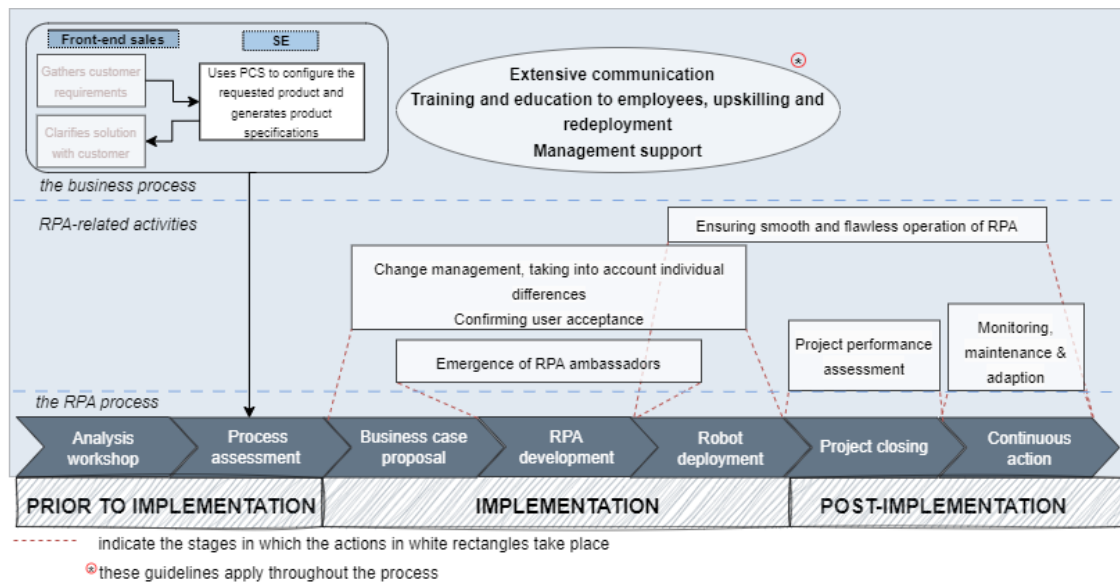 Front-end sales
SE
Gathers customer
requirements
Uses PCS to configure the
requested product and
generates product
specifications
Clarifies solution
with customer
*
Extensive communication
Training and education to employees, upskilling and
redeployment
Management support
the business process
RPA-related activities
Ensuring smooth and flawless operation of RPA
Change management, taking into account individual
differences
Confirming user acceptance
Emergence of RPA ambassadors
Project performance
assessment
Monitoring,
maintenance &
adaption
the RPA process
Analysis
workshop
Process
assessment
Business case
proposal
RPA
development
Robot
deployment
Project closing
Continuous
action
PRIOR TO IMPLEMENTATION
IMPLEMENTATION
POST-IMPLEMENTATION
indicate the stages in which the actions in white rectangles take place
* these guidelines apply throughout the process